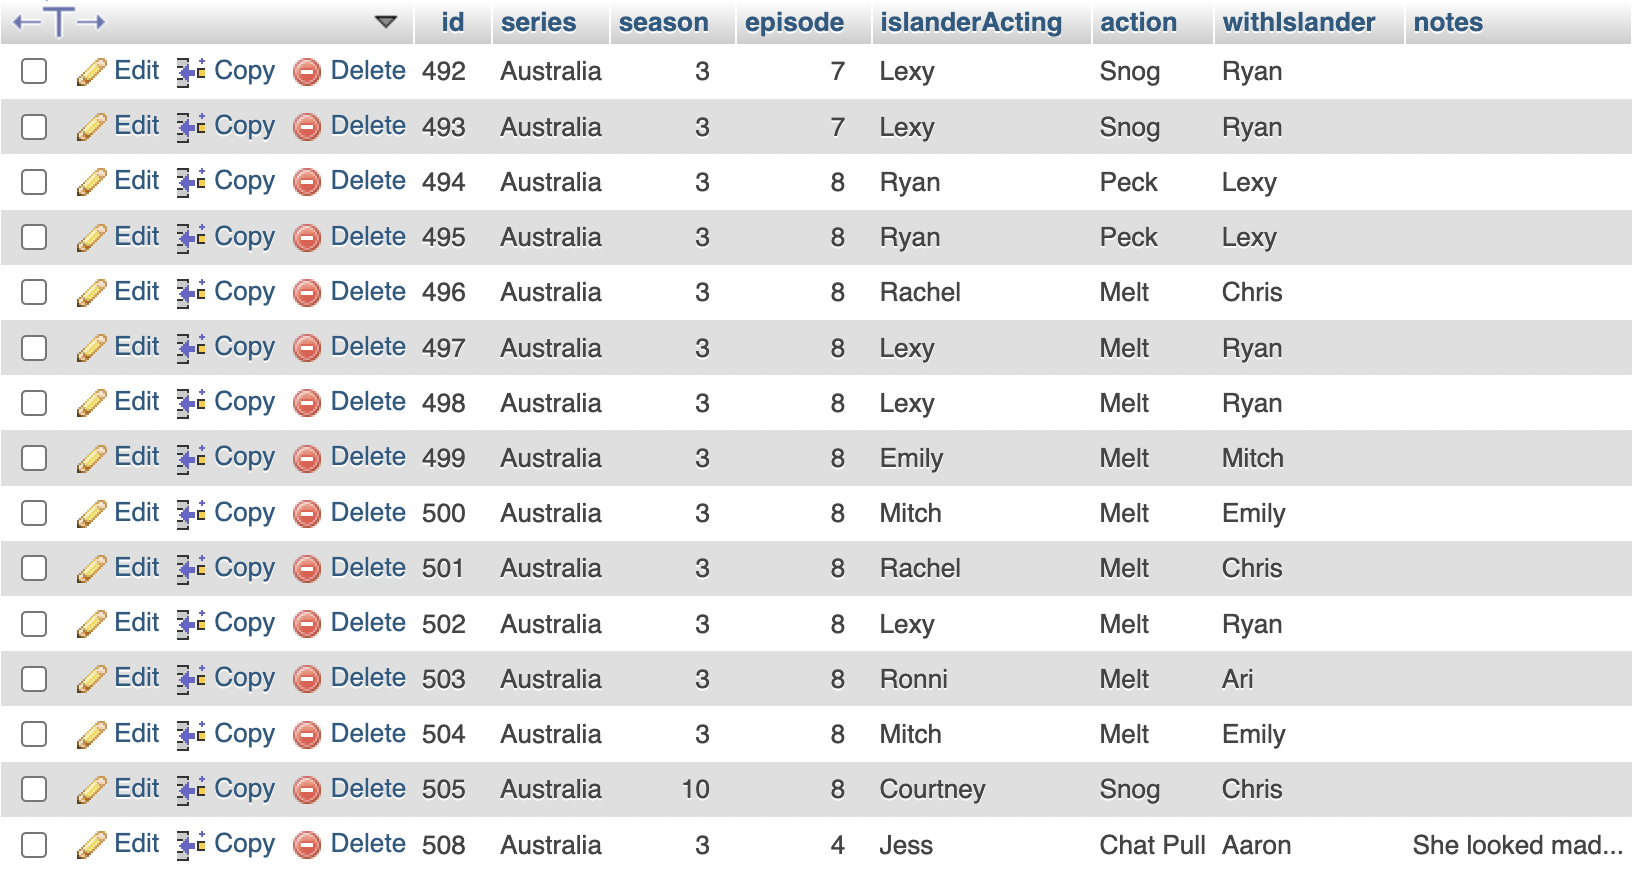 id series season episode islanderActing action withIslander notes
Edit Copy Delete 492 Australia 3 7 Lexy Snog Ryan
Edit Copy Delete 493 Australia 3 7 Lexy Snog Ryan
Edit Copy Delete 494 Australia 3 8 Ryan Peck Lexy
Edit Copy Delete 495 Australia 3 8 Ryan Peck Lexy
Edit Copy Delete 496 Australia 3 8 Rachel Melt Chris
Edit Copy Delete 497 Australia 3 8 Lexy Melt Ryan
Edit Copy Delete 498 Australia 3 8 Lexy Melt Ryan
Edit Copy Delete 499 Australia 3 8 Emily Melt Mitch
Edit Copy Delete 500 Australia 3 8 Mitch Melt Emily
Edit Copy Delete 501 Australia 3 8 Rachel Melt Chris
Edit Copy Delete 502 Australia 3 8 Lexy Melt Ryan
Edit Copy Delete 503 Australia 3 8 Ronni Melt Ari
Edit Copy Delete 504 Australia 3 8 Mitch Melt Emily
Edit Copy Delete 505 Australia 10 8 Courtney Snog Chris
Edit Copy Delete 508 Australia 3 4 Jess Chat Pull Aaron She looked mad...